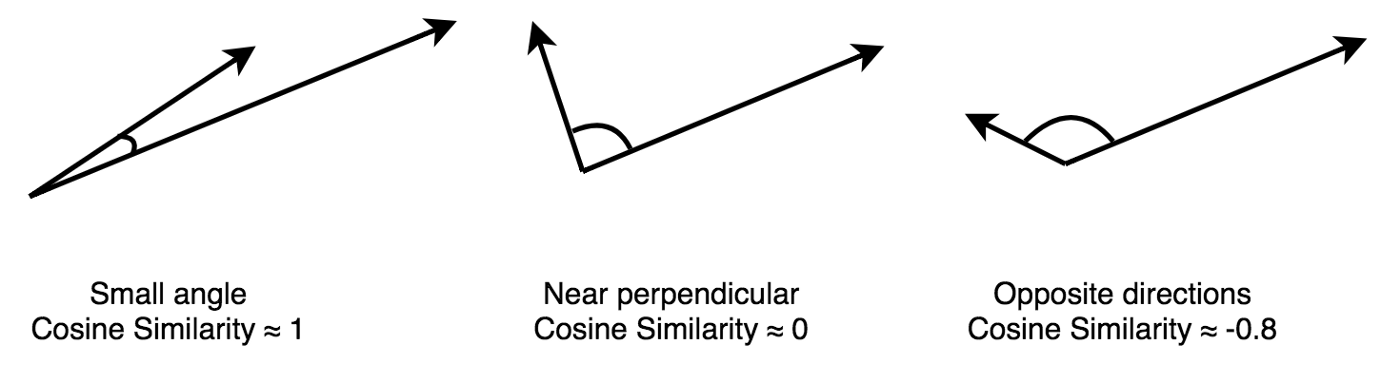 Small angle
Cosine Similarity ≈ 1
Near perpendicular
Cosine Similarity ≈ 0
Opposite directions
Cosine Similarity ≈ -0.8